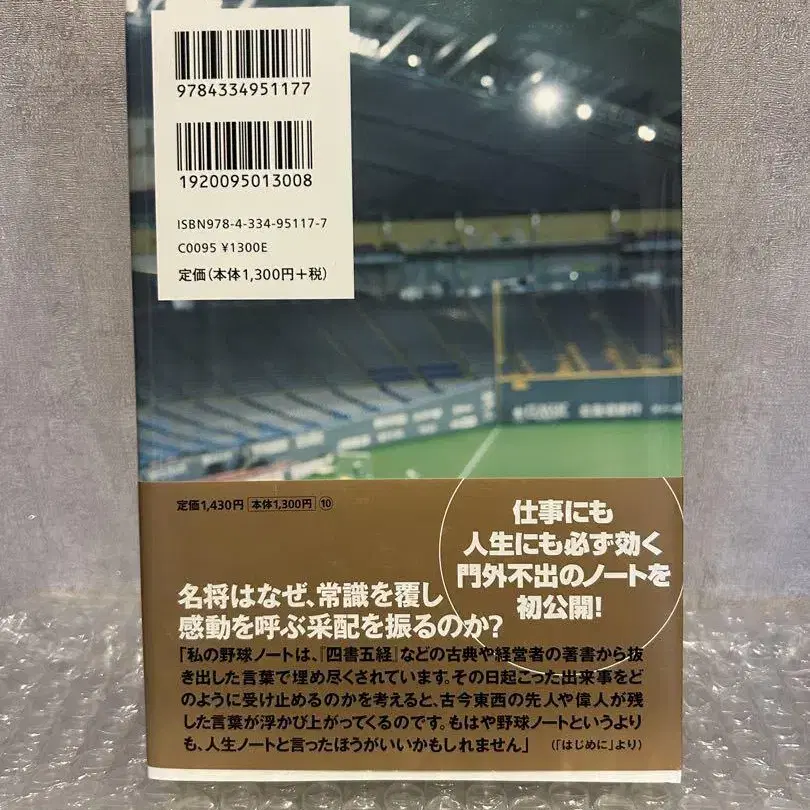 9784334951177
1920095013008
ISBN978-4-334-95117-7
C0095 ¥1300E
定価(本体1,300円+税)
定価1,430円 本体1,300円 ⑩
仕事にも
人生にも必ず効く
門外不出のノートを
初公開!
名将はなぜ、常識を覆し
感動を呼ぶ采配を振るのか?
「私の野球ノートは、『四書五経』などの古典や経営者の著書から抜
き出した言葉で埋め尽くされています。その日起こった出来事をど
のように受け止めるのかを考えると、古今東西の先人や偉人が残
した言葉が浮かび上がってくるのです。もはや野球ノートというより
も、人生ノートと言ったほうがいいかもしれません」 (「はじめに」より)